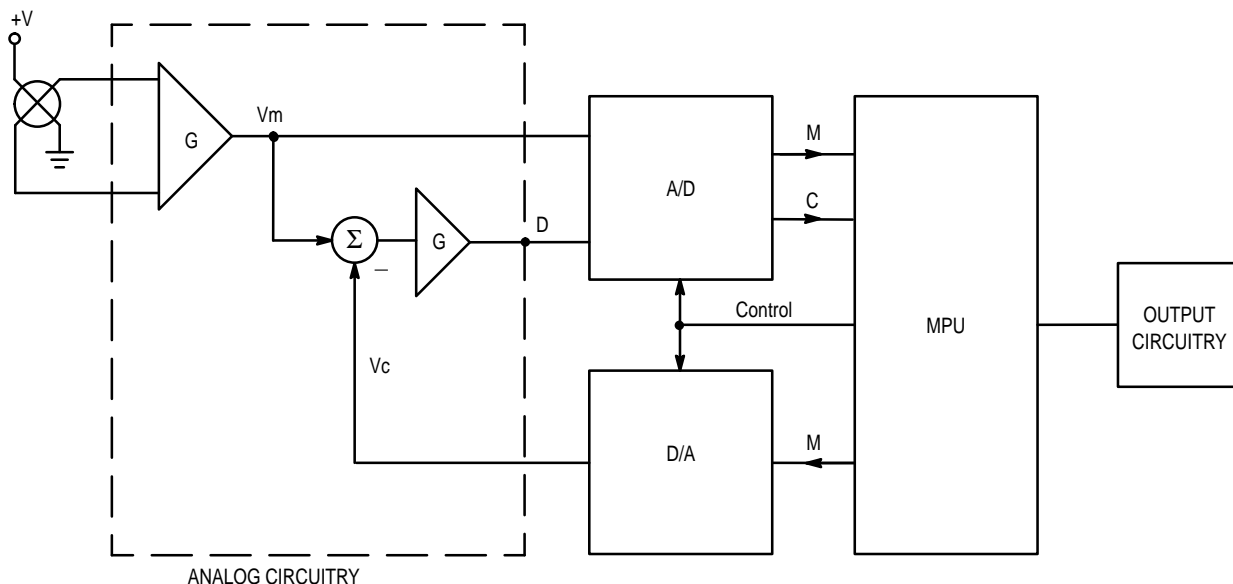 +V
Vm
G
M
A/D
C
D
Σ
G
–
Control
MPU
OUTPUT
CIRCUITRY
Vc
M
D/A
ANALOG CIRCUITRY